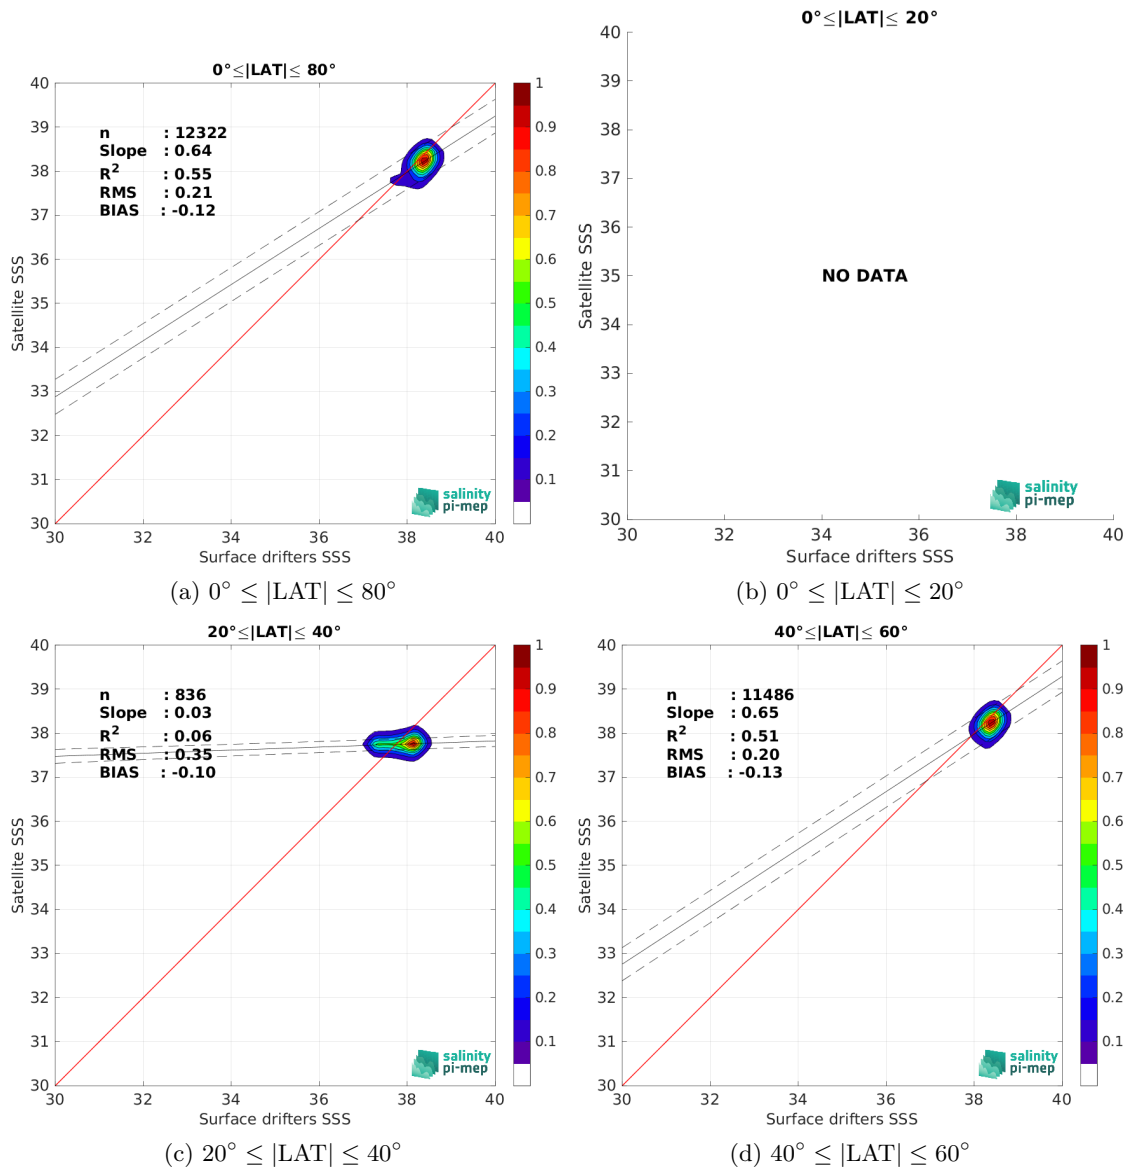 0°≤|LAT|≤ 80°
40
39
38
37
36
35
34
33
32
31
30
Satellite SSS
n : 12322
Slope : 0.64
R² : 0.55
RMS : 0.21
BIAS : -0.12
salinity
pi-mep
30 32 34 36 38 40
Surface drifters SSS
1
0.9
0.8
0.7
0.6
0.5
0.4
0.3
0.2
0.1
(a) 0° ≤ |LAT| ≤ 80°
0°≤|LAT|≤ 20°
40
39
38
37
36
35
34
33
32
31
30
Satellite SSS
NO DATA
salinity
pi-mep
30 32 34 36 38 40
Surface drifters SSS
(b) 0° ≤ |LAT| ≤ 20°
20°≤|LAT|≤ 40°
40
39
38
37
36
35
34
33
32
31
30
Satellite SSS
n : 836
Slope : 0.03
R² : 0.06
RMS : 0.35
BIAS : -0.10
salinity
pi-mep
30 32 34 36 38 40
Surface drifters SSS
1
0.9
0.8
0.7
0.6
0.5
0.4
0.3
0.2
0.1
(c) 20° ≤ |LAT| ≤ 40°
40°≤|LAT|≤ 60°
40
39
38
37
36
35
34
33
32
31
30
Satellite SSS
n : 11486
Slope : 0.65
R² : 0.51
RMS : 0.20
BIAS : -0.13
salinity
pi-mep
30 32 34 36 38 40
Surface drifters SSS
1
0.9
0.8
0.7
0.6
0.5
0.4
0.3
0.2
0.1
(d) 40° ≤ |LAT| ≤ 60°